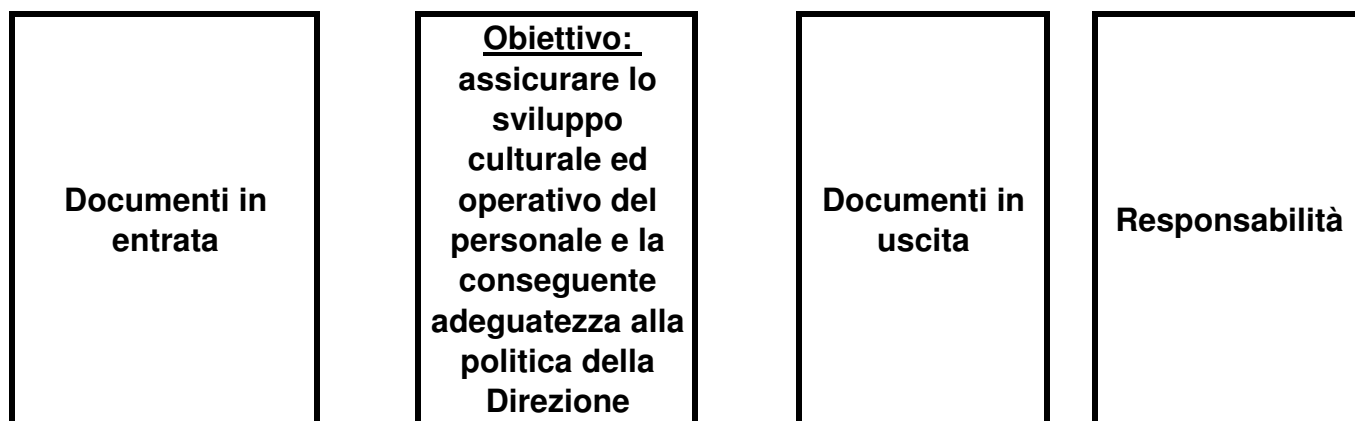 Documenti in
entrata
Obiettivo:
assicurare lo
sviluppo
culturale ed
operativo del
personale e la
conseguente
adeguatezza alla
politica della
Direzione
Documenti in
uscita
Responsabilità